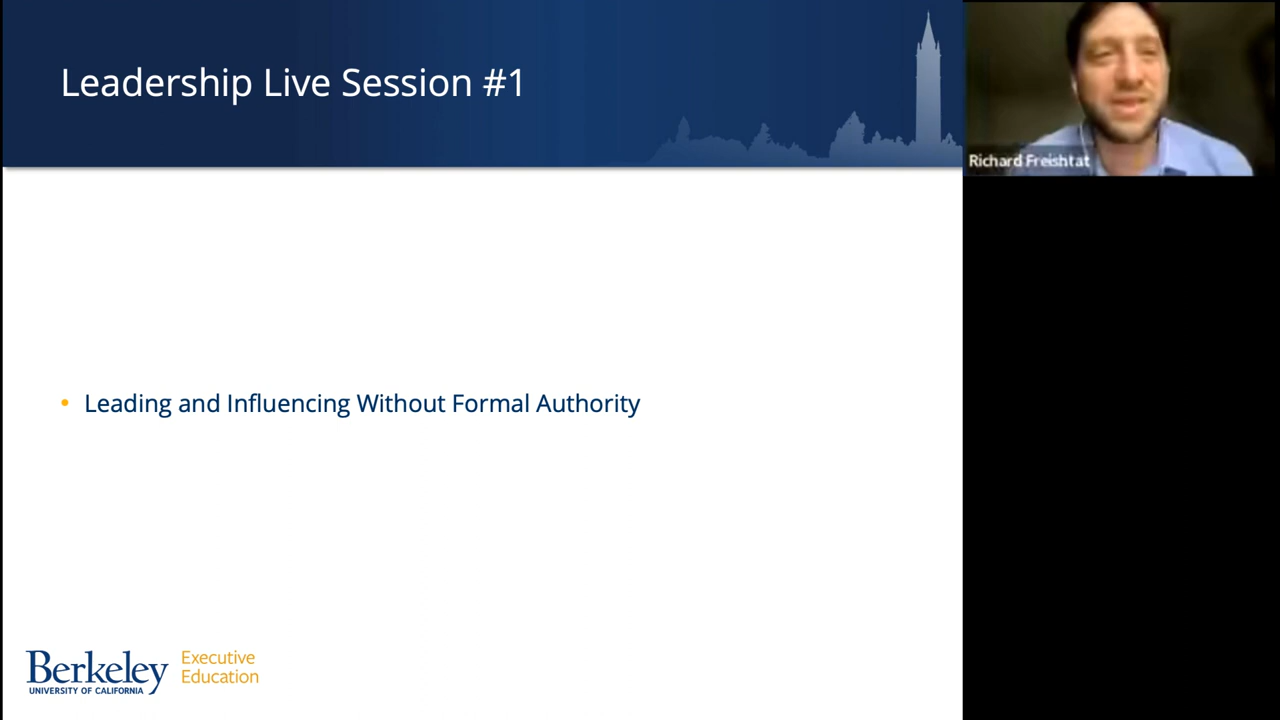 Leadership Live Session #1
Richard Freishtat
• Leading and Influencing Without Formal Authority
Berkeley
UNIVERSITY OF CALIFORNIA
Executive
Education